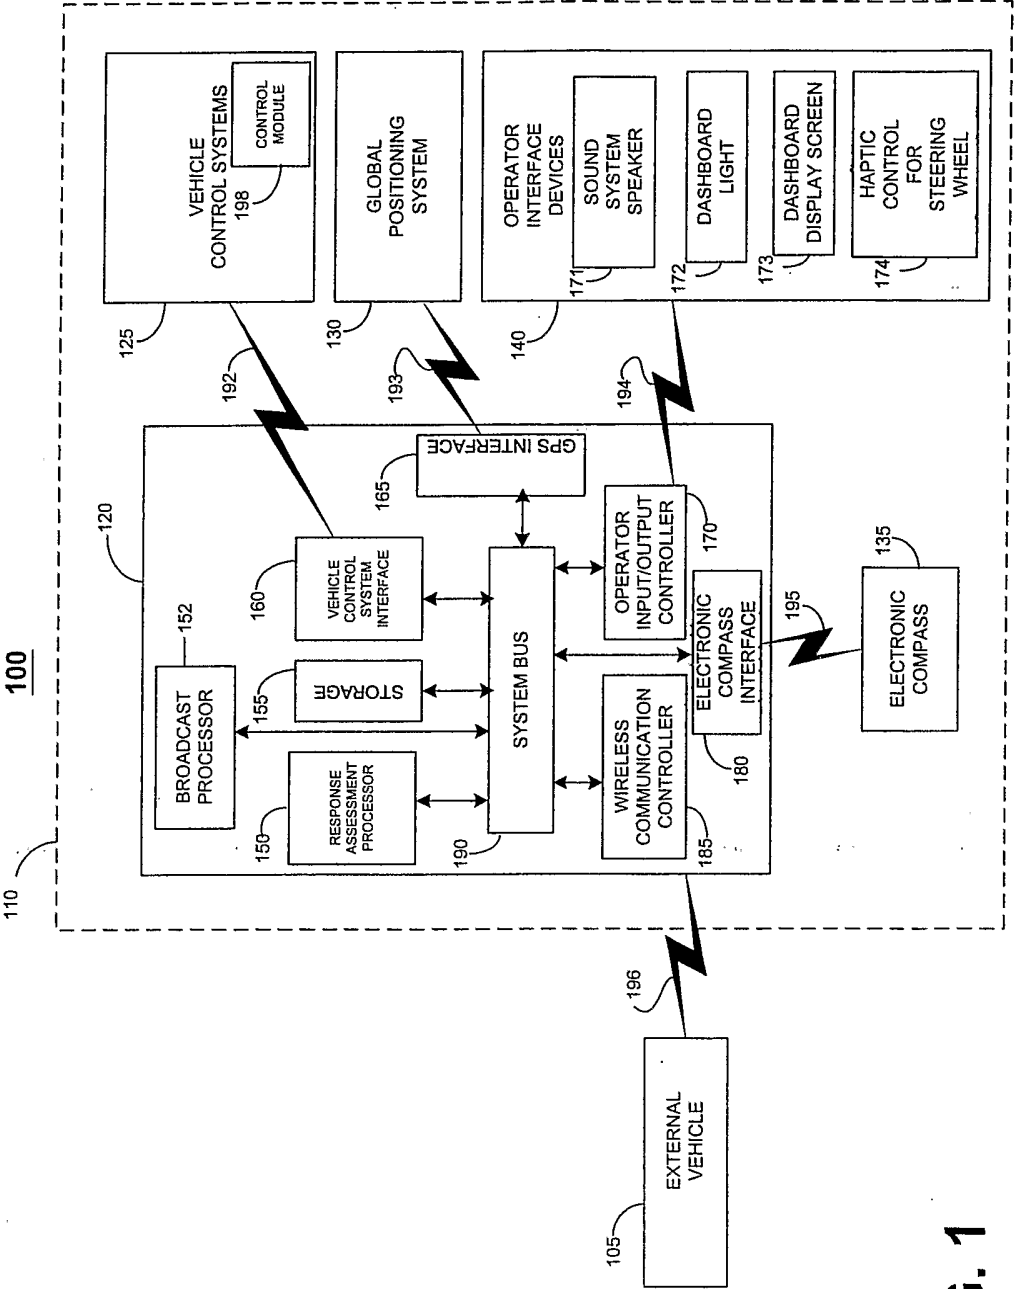 100
110
120
VEHICLE
CONTROL SYSTEMS
CONTROL
MODULE
198
125
192
GLOBAL
POSITIONING
SYSTEM
130
193
OPERATOR
INTERFACE
DEVICES
140
194
SOUND
SYSTEM
SPEAKER
171
DASHBOARD
LIGHT
172
DASHBOARD
DISPLAY SCREEN
173
HAPTIC
CONTROL
FOR
STEERING
WHEEL
174
BROADCAST
PROCESSOR
152
RESPONSE
ASSESSMENT
PROCESSOR
150
STORAGE
155
VEHICLE
CONTROL
SYSTEM
INTERFACE
160
GPS INTERFACE
165
SYSTEM BUS
190
OPERATOR
INPUT/OUTPUT
CONTROLLER
170
WIRELESS
COMMUNICATION
CONTROLLER
185
ELECTRONIC
COMPASS
INTERFACE
180
195
ELECTRONIC
COMPASS
135
196
EXTERNAL
VEHICLE
105
. 1